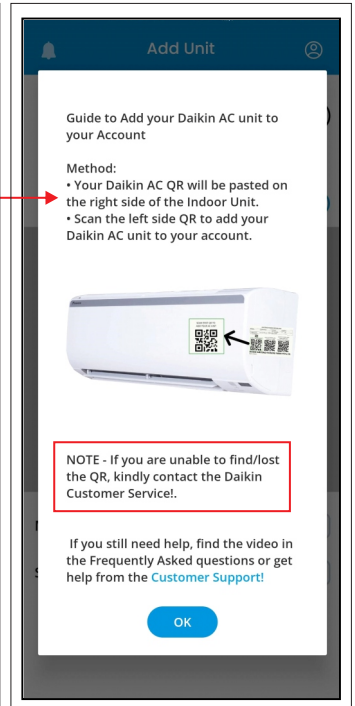 Add Unit
Guide to Add your Daikin AC unit to
your Account
Method:
• Your Daikin AC QR will be pasted on
the right side of the Indoor Unit.
• Scan the left side QR to add your
Daikin AC unit to your account.
NOTE - If you are unable to find/lost
the QR, kindly contact the Daikin
Customer Service!.
If you still need help, find the video in
the Frequently Asked questions or get
help from the Customer Support!
OK